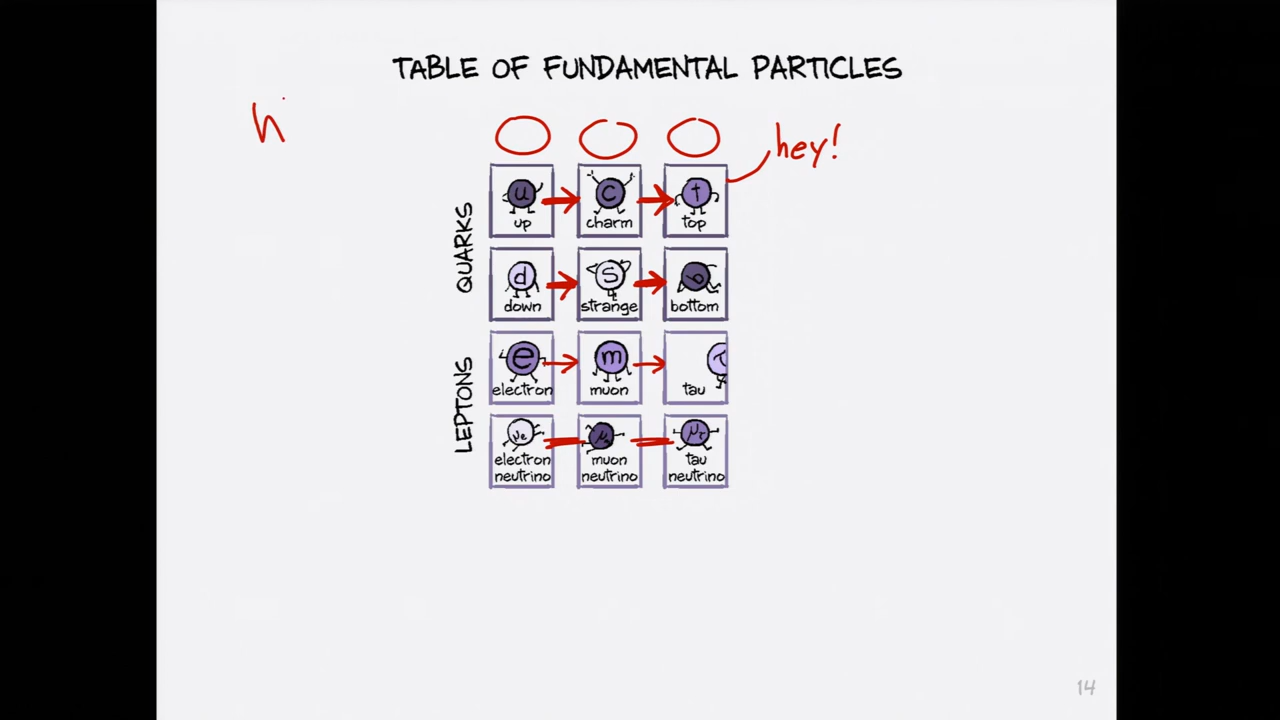 TABLE OF FUNDAMENTAL PARTICLES
hi
hey!
QUARKS
u c t
up charm top
d s b
down strange bottom
LEPTONS
e m τ
electron muon tau
electron muon tau
neutrino neutrino neutrino
14